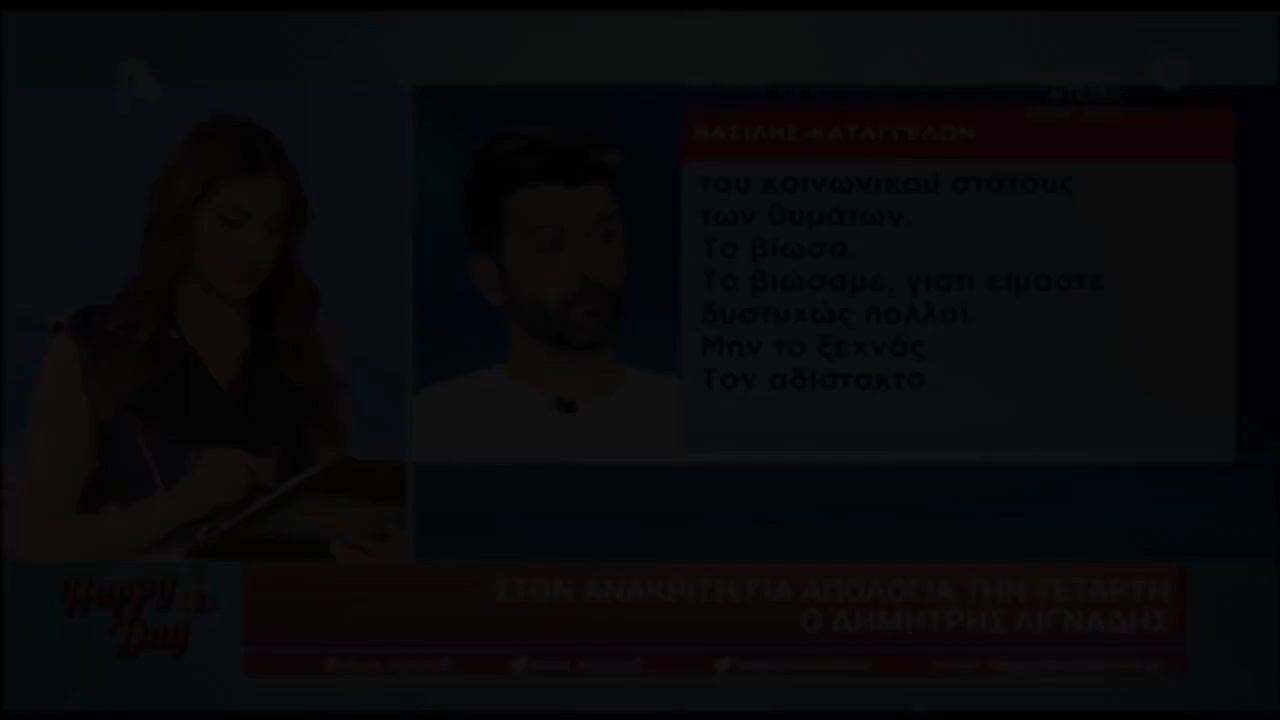 A
ΒΑΣΙΛΗΣ-ΚΑΤΑΓΓΕΛΩΝ
του κοινωνικού στάτους
των θυμάτων.
Το βίωσα.
Το βιώσαμε, γιατί είμαστε
δυστυχώς πολλοί.
Μην το ξεχνάς.
Τον αδίστακτο
Happy
Day
ΣΤΟΝ ΑΝΑΚΡΙΤΗ ΓΙΑ ΑΠΟΛΟΓΙΑ ΤΗΝ ΤΕΤΑΡΤΗ
Ο ΔΗΜΗΤΡΗΣ ΛΙΓΝΑΔΗΣ